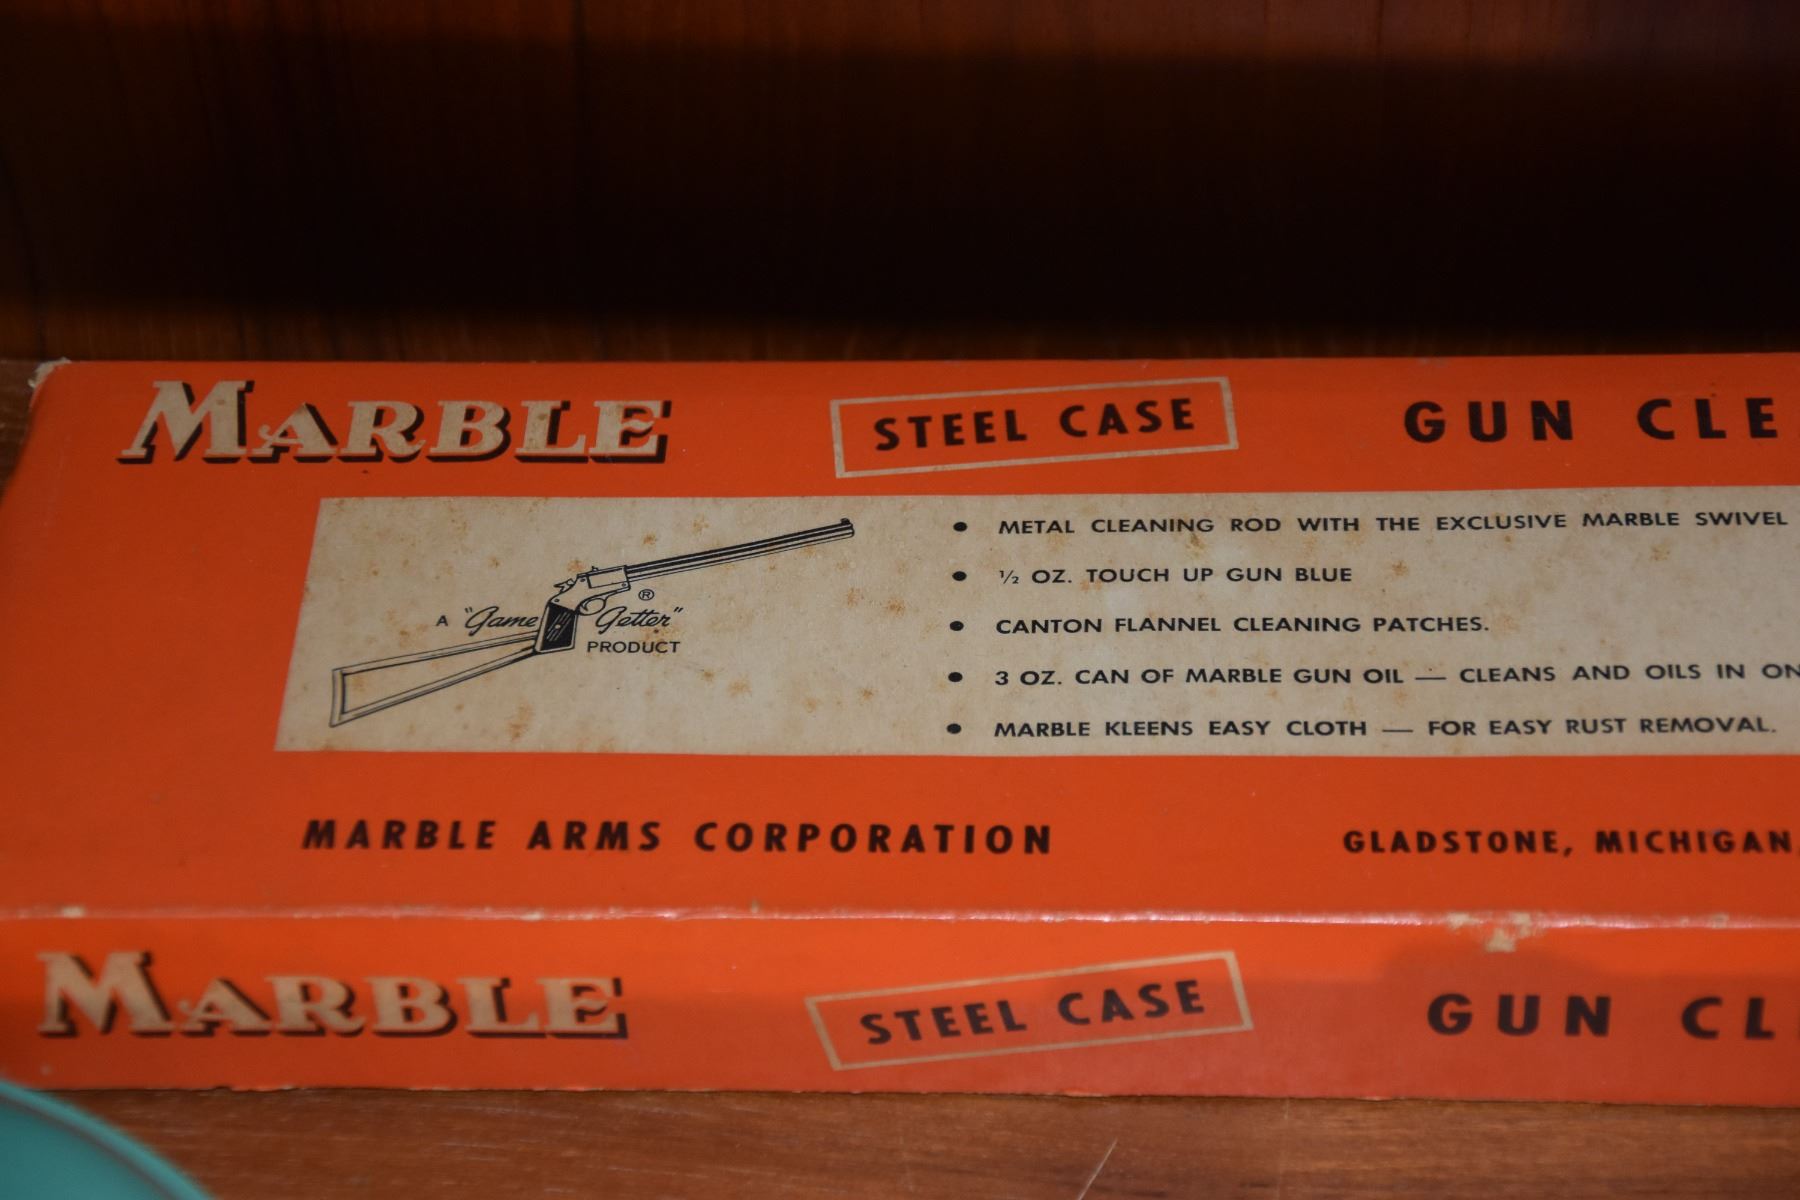 MARBLE STEEL CASE GUN CLE
A "Game Getter" ®
PRODUCT
• METAL CLEANING ROD WITH THE EXCLUSIVE MARBLE SWIVEL
• ½ OZ. TOUCH UP GUN BLUE
• CANTON FLANNEL CLEANING PATCHES.
• 3 OZ. CAN OF MARBLE GUN OIL — CLEANS AND OILS IN ON
• MARBLE KLEENS EASY CLOTH — FOR EASY RUST REMOVAL.
MARBLE ARMS CORPORATION GLADSTONE, MICHIGAN,
MARBLE STEEL CASE GUN CL